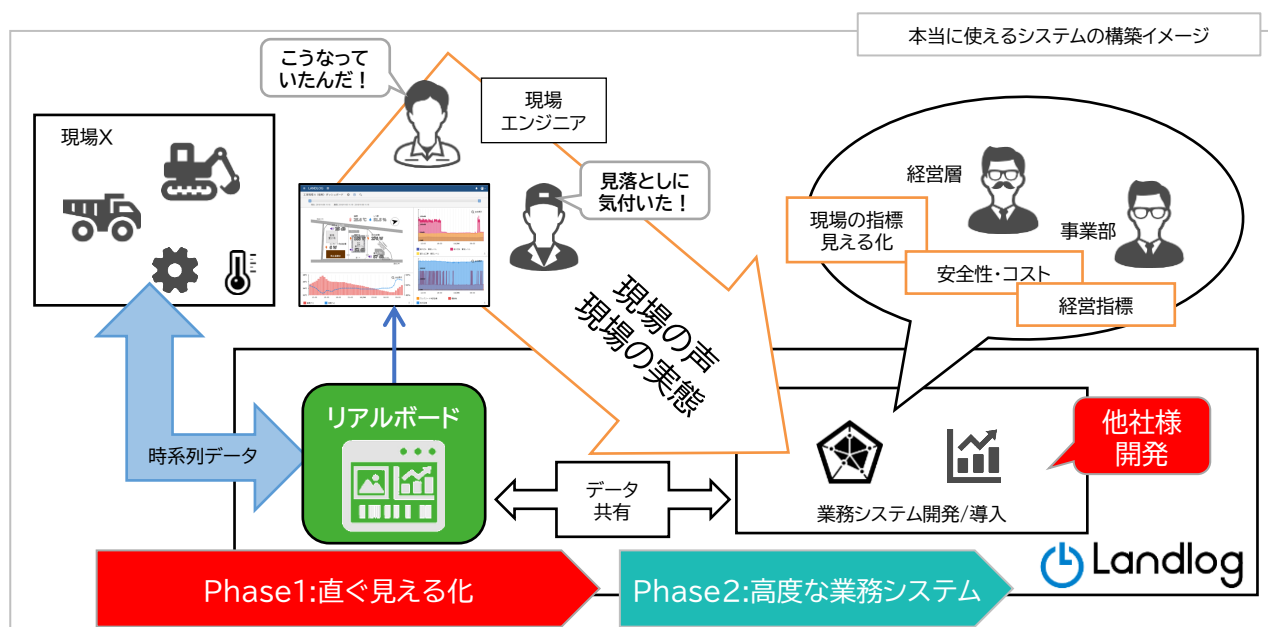 本当に使えるシステムの構築イメージ
こうなって
いたんだ！
現場
エンジニア
現場X
見落としに
気付いた！
経営層
事業部
現場の指標
見える化
安全性・コスト
経営指標
LANDLOG
現場の声
現場の実態
リアルボード
時系列データ
データ
共有
他社様
開発
業務システム開発/導入
Phase1:直ぐ見える化
Phase2:高度な業務システム
Landlog